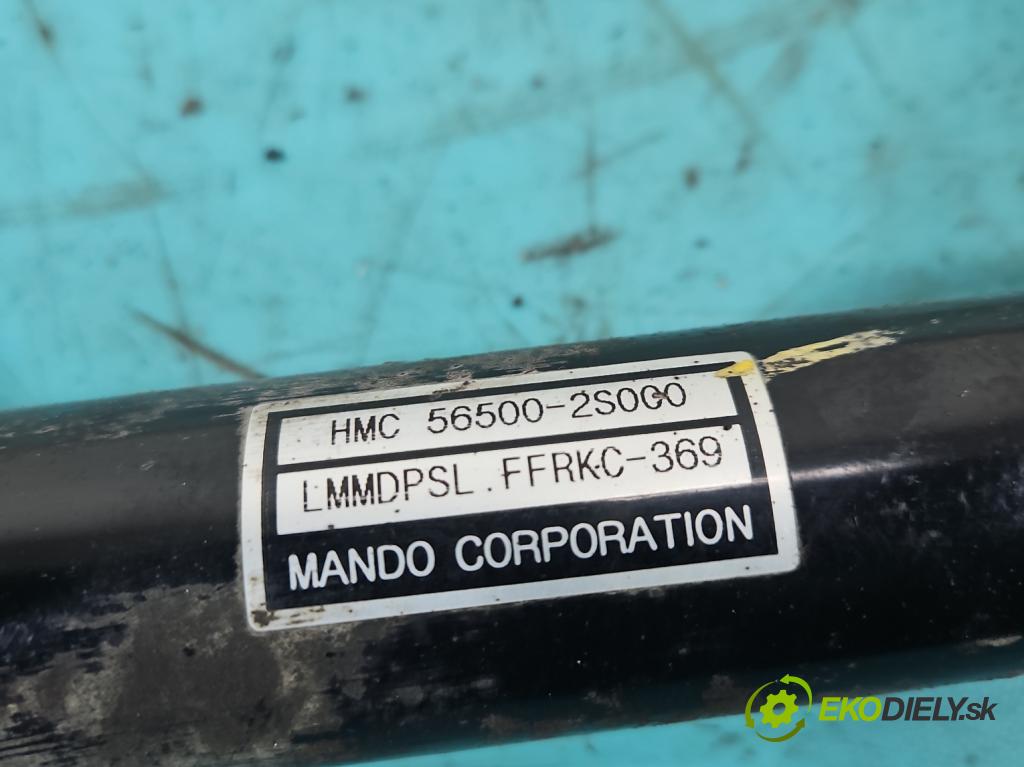 HMC 56500-2S000
LMMDPSL.FFRKC-369
MANDO CORPORATION
EKODIELY.sk